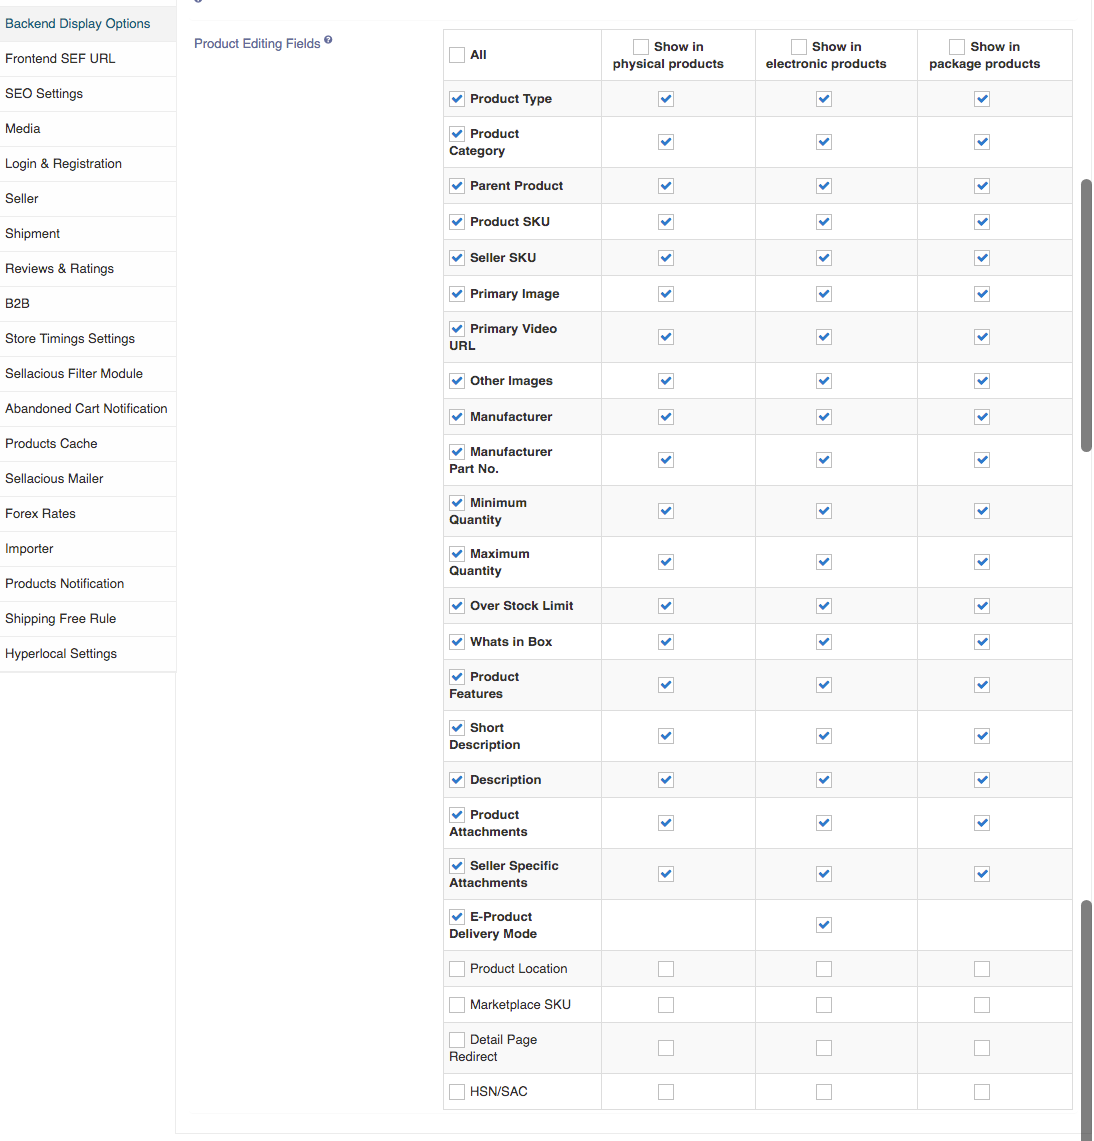 Backend Display Options
Frontend SEF URL
SEO Settings
Media
Login & Registration
Seller
Shipment
Reviews & Ratings
B2B
Store Timings Settings
Sellacious Filter Module
Abandoned Cart Notification
Products Cache
Sellacious Mailer
Forex Rates
Importer
Products Notification
Shipping Free Rule
Hyperlocal Settings
Product Editing Fields ?
All
Show in
physical products
Show in
electronic products
Show in
package products
Product Type
Product
Category
Parent Product
Product SKU
Seller SKU
Primary Image
Primary Video
URL
Other Images
Manufacturer
Manufacturer
Part No.
Minimum
Quantity
Maximum
Quantity
Over Stock Limit
Whats in Box
Product
Features
Short
Description
Description
Product
Attachments
Seller Specific
Attachments
E-Product
Delivery Mode
Product Location
Marketplace SKU
Detail Page
Redirect
HSN/SAC